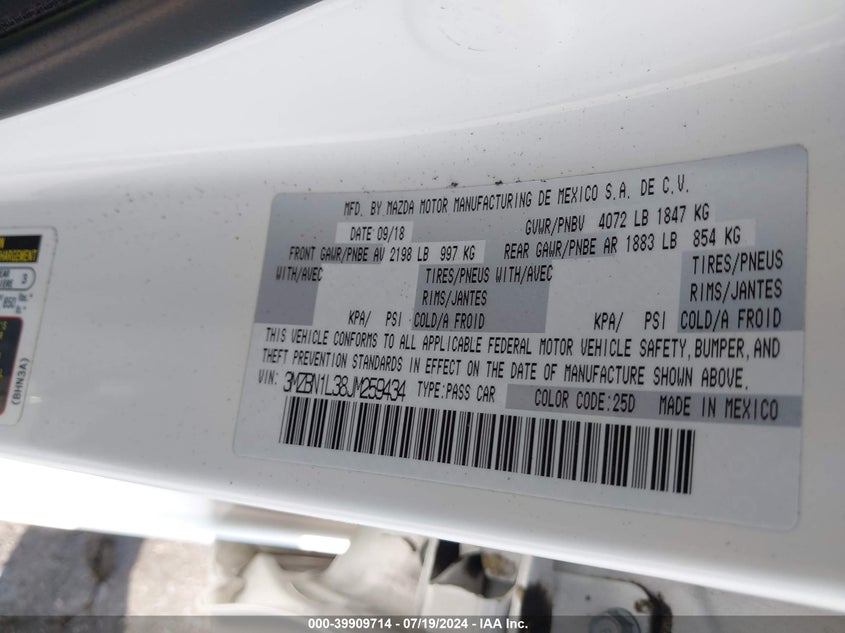 MFD. BY MAZDA MOTOR MANUFACTURING DE MEXICO S.A. DE C.V.
DATE:09/18 GVWR/PNBV 4072 LB 1847 KG
FRONT GAWR/PNBE AV 2198 LB 997 KG REAR GAWR/PNBE AR 1883 LB 854 KG
WITH/AVEC TIRES/PNEUS WITH/AVEC TIRES/PNEUS
RIMS/JANTES RIMS/JANTES
KPA/ PSI COLD/A FROID KPA/ PSI COLD/A FROID
THIS VEHICLE CONFORMS TO ALL APPLICABLE FEDERAL MOTOR VEHICLE SAFETY, BUMPER, AND
THEFT PREVENTION STANDARDS IN EFFECT ON THE DATE OF MANUFACTURE SHOWN ABOVE.
VIN: 3MZBN1L38JM259434 TYPE:PASS CAR COLOR CODE:25D MADE IN MEXICO
(BHN3A)
000-39909714 - 07/19/2024 - IAA Inc.